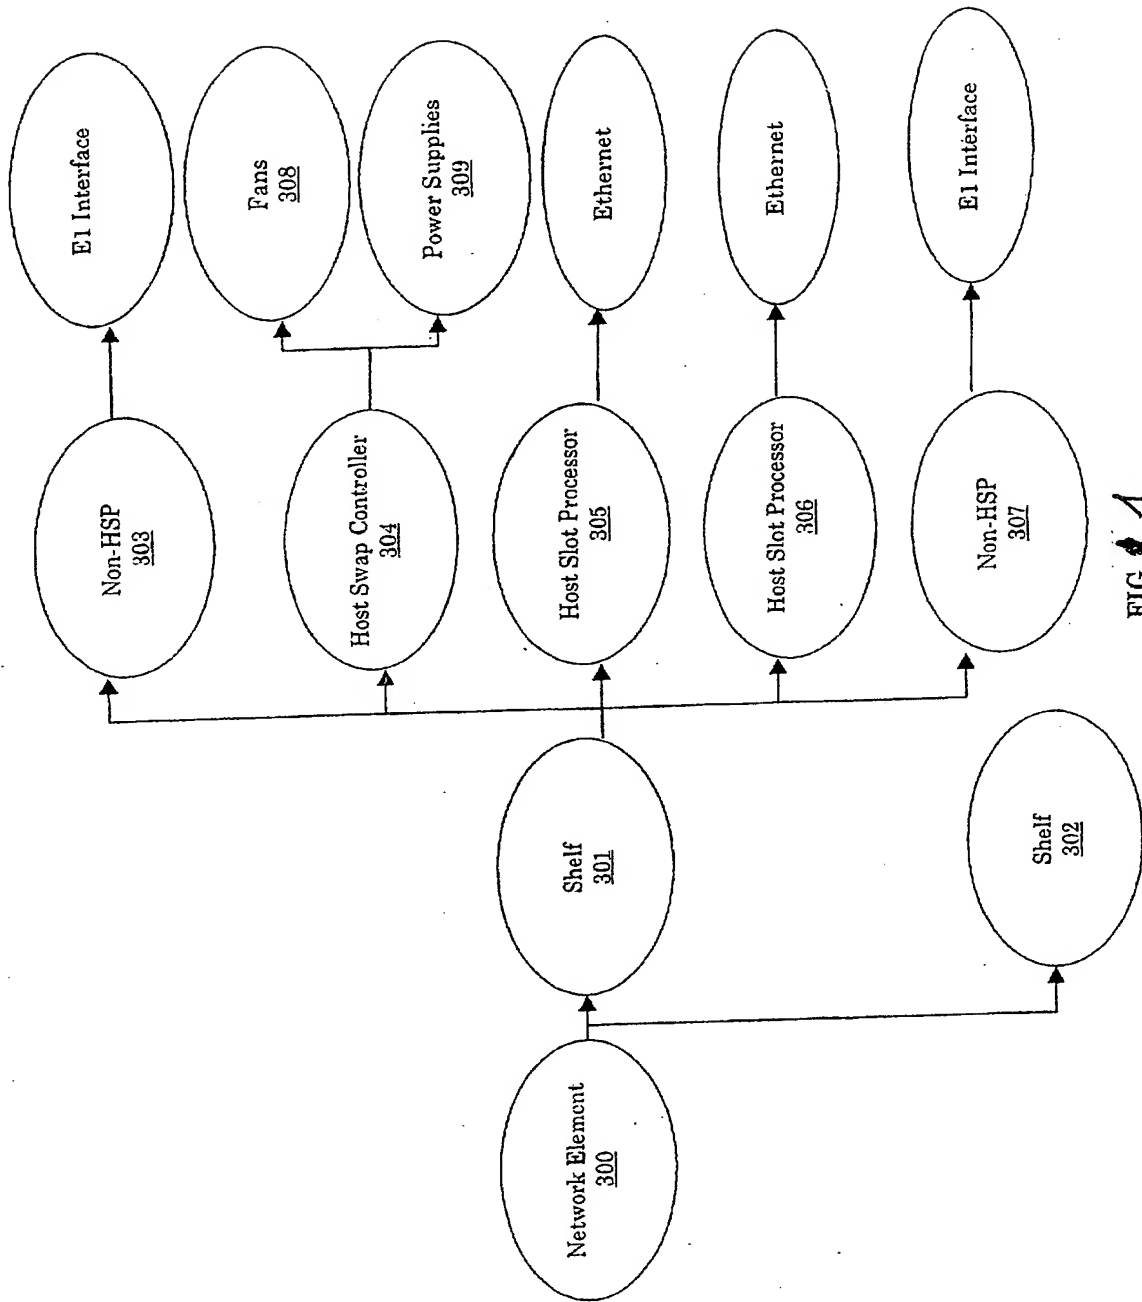 Network Element
300
Shelf
301
Shelf
302
Non-HSP
303
Host Swap Controller
304
Host Slot Processor
305
Host Slot Processor
306
Non-HSP
307
E1 Interface
Fans
308
Power Supplies
309
Ethernet
Ethernet
E1 Interface
FIG